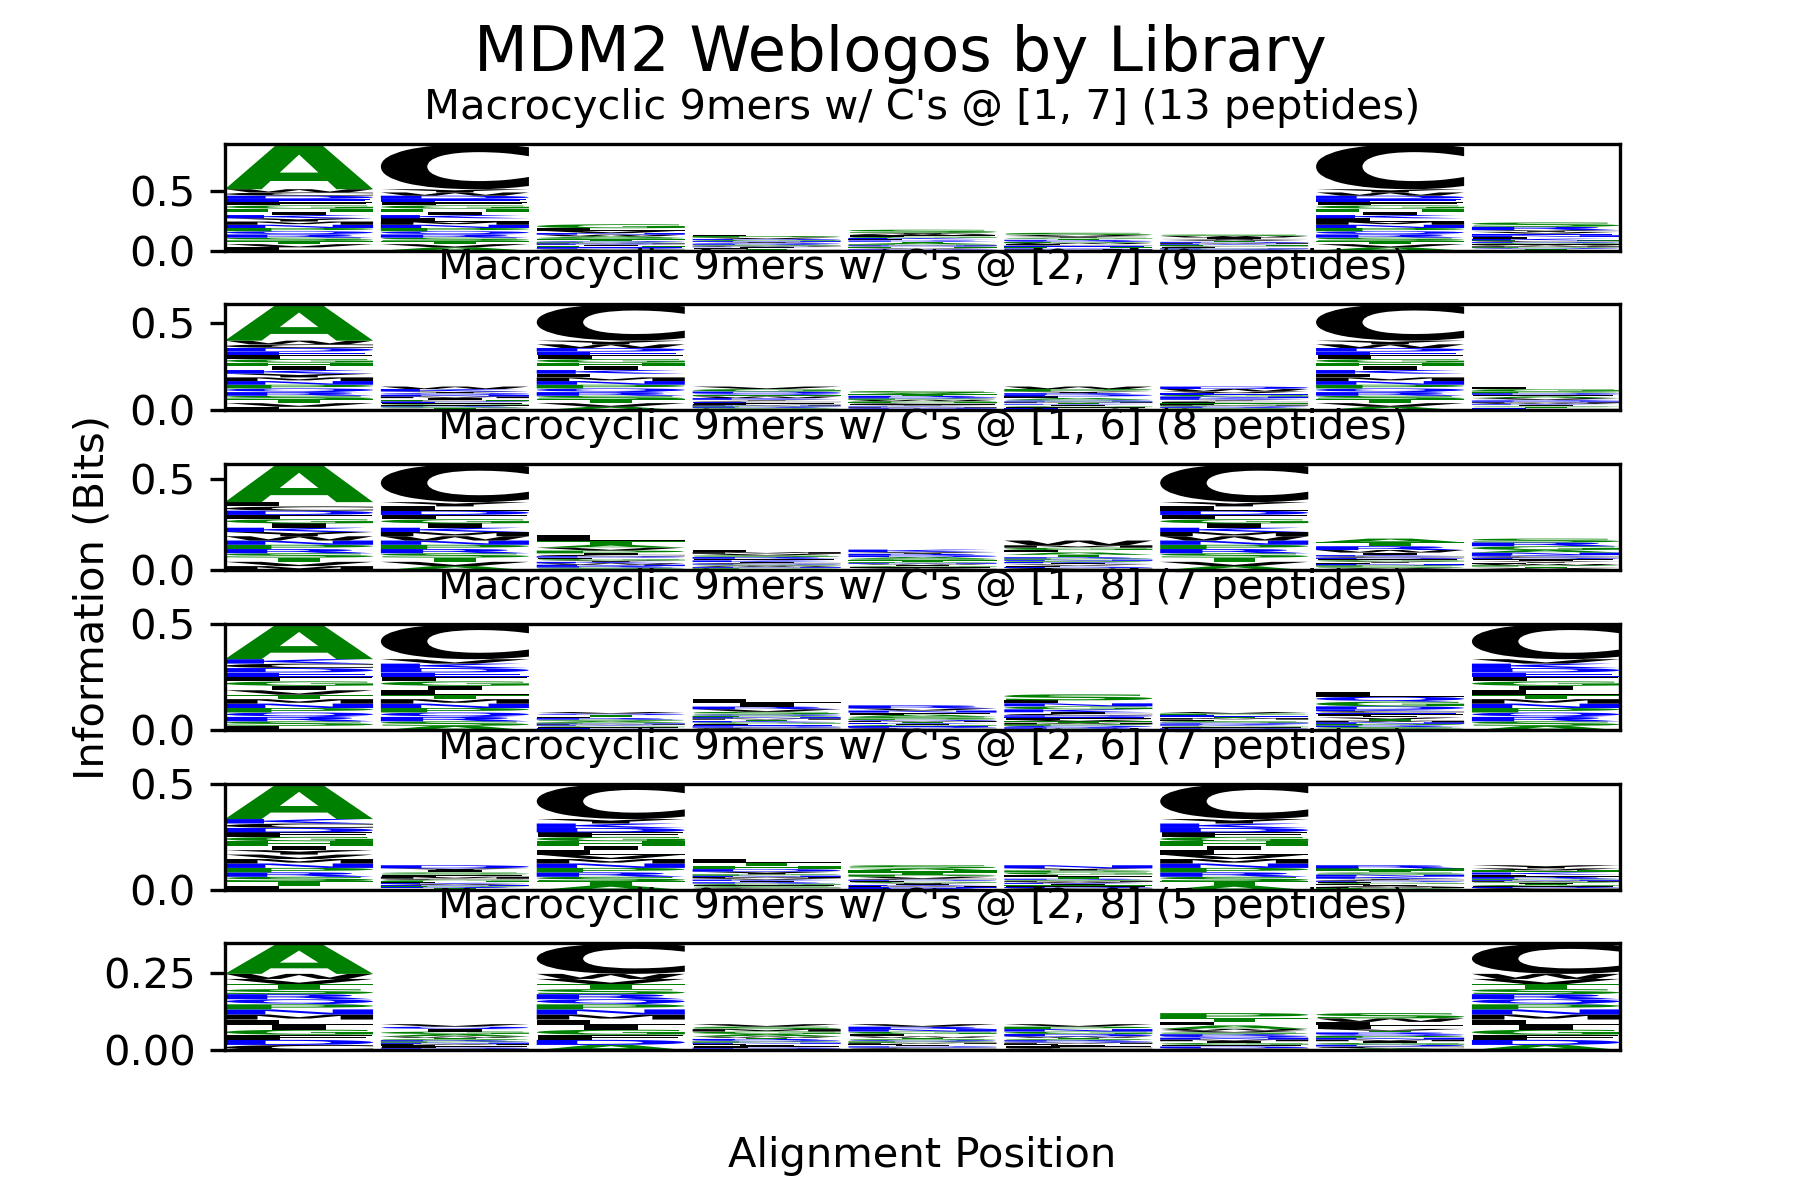 MDM2 Weblogos by Library
Macrocyclic 9mers w/ C's @ [1, 7] (13 peptides)
A C C
0.5
0.0
Macrocyclic 9mers w/ C's @ [2, 7] (9 peptides)
A C C
0.5
0.0
Macrocyclic 9mers w/ C's @ [1, 6] (8 peptides)
A C C
0.5
0.0
Macrocyclic 9mers w/ C's @ [1, 8] (7 peptides)
A C C
0.5
0.0
Macrocyclic 9mers w/ C's @ [2, 6] (7 peptides)
A C C
0.5
0.0
Macrocyclic 9mers w/ C's @ [2, 8] (5 peptides)
A C C
0.25
0.00
Information (Bits)
Alignment Position